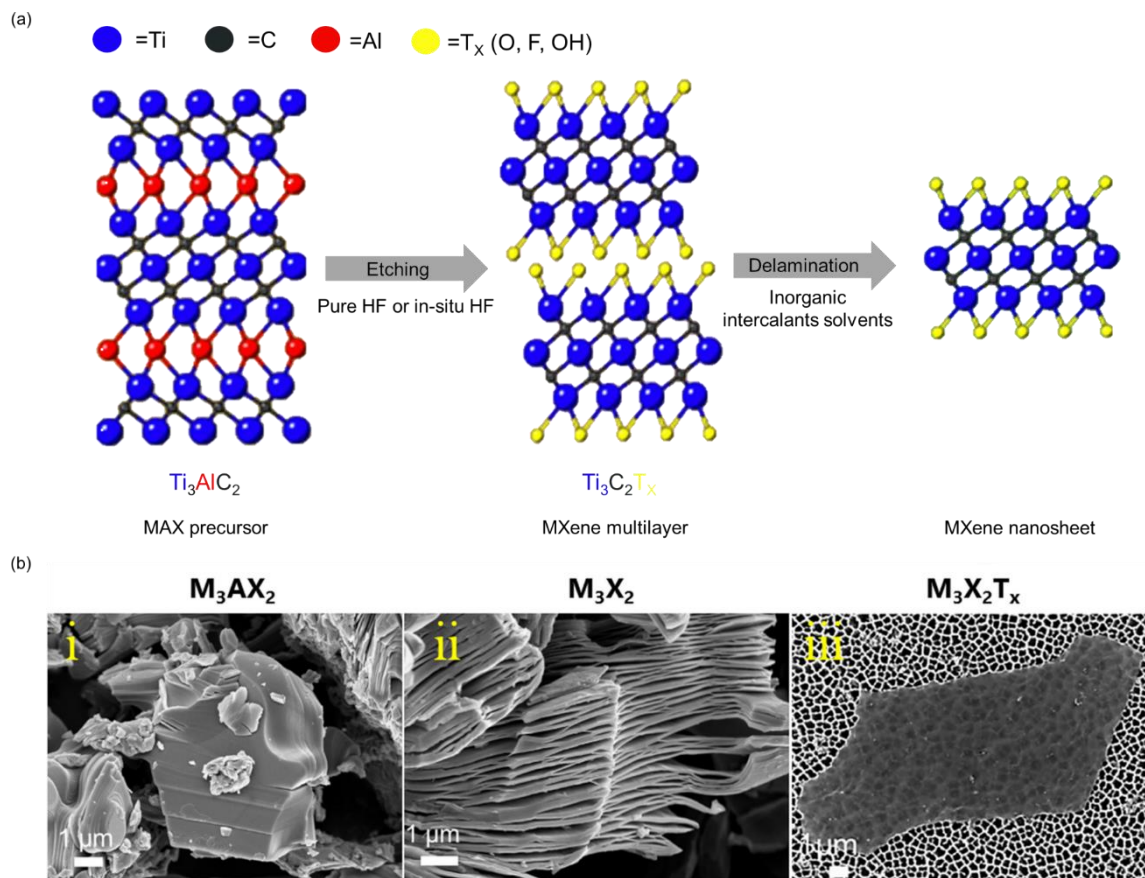 (a)
=Ti =C =Al =Tₓ (O, F, OH)
Etching
Pure HF or in-situ HF
Delamination
Inorganic
intercalants solvents
Ti₃AlC₂
Ti₃C₂Tₓ
MAX precursor
MXene multilayer
MXene nanosheet
(b)
M₃AX₂
M₃X₂
M₃X₂Tₓ
i
ii
iii
1 μm
1 μm
1 μm